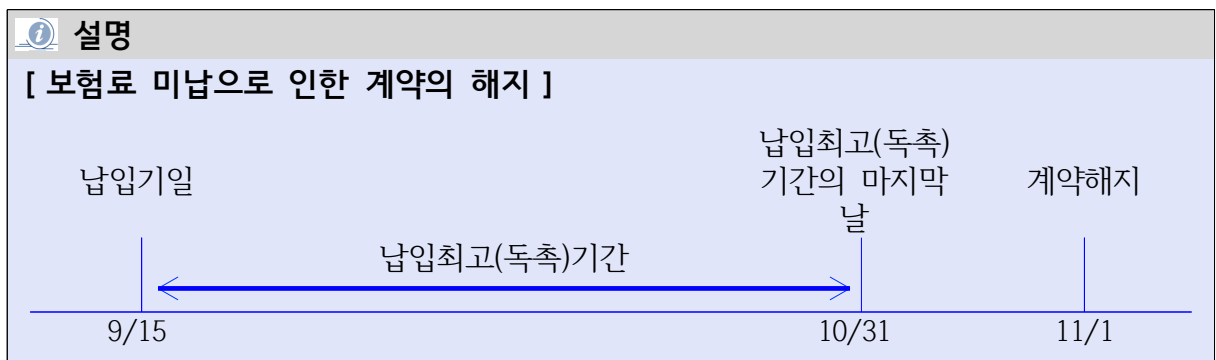 설명
[ 보험료 미납으로 인한 계약의 해지 ]
납입기일
납입최고(독촉)
기간의 마지막
날
계약해지
납입최고(독촉)기간
9/15
10/31
11/1